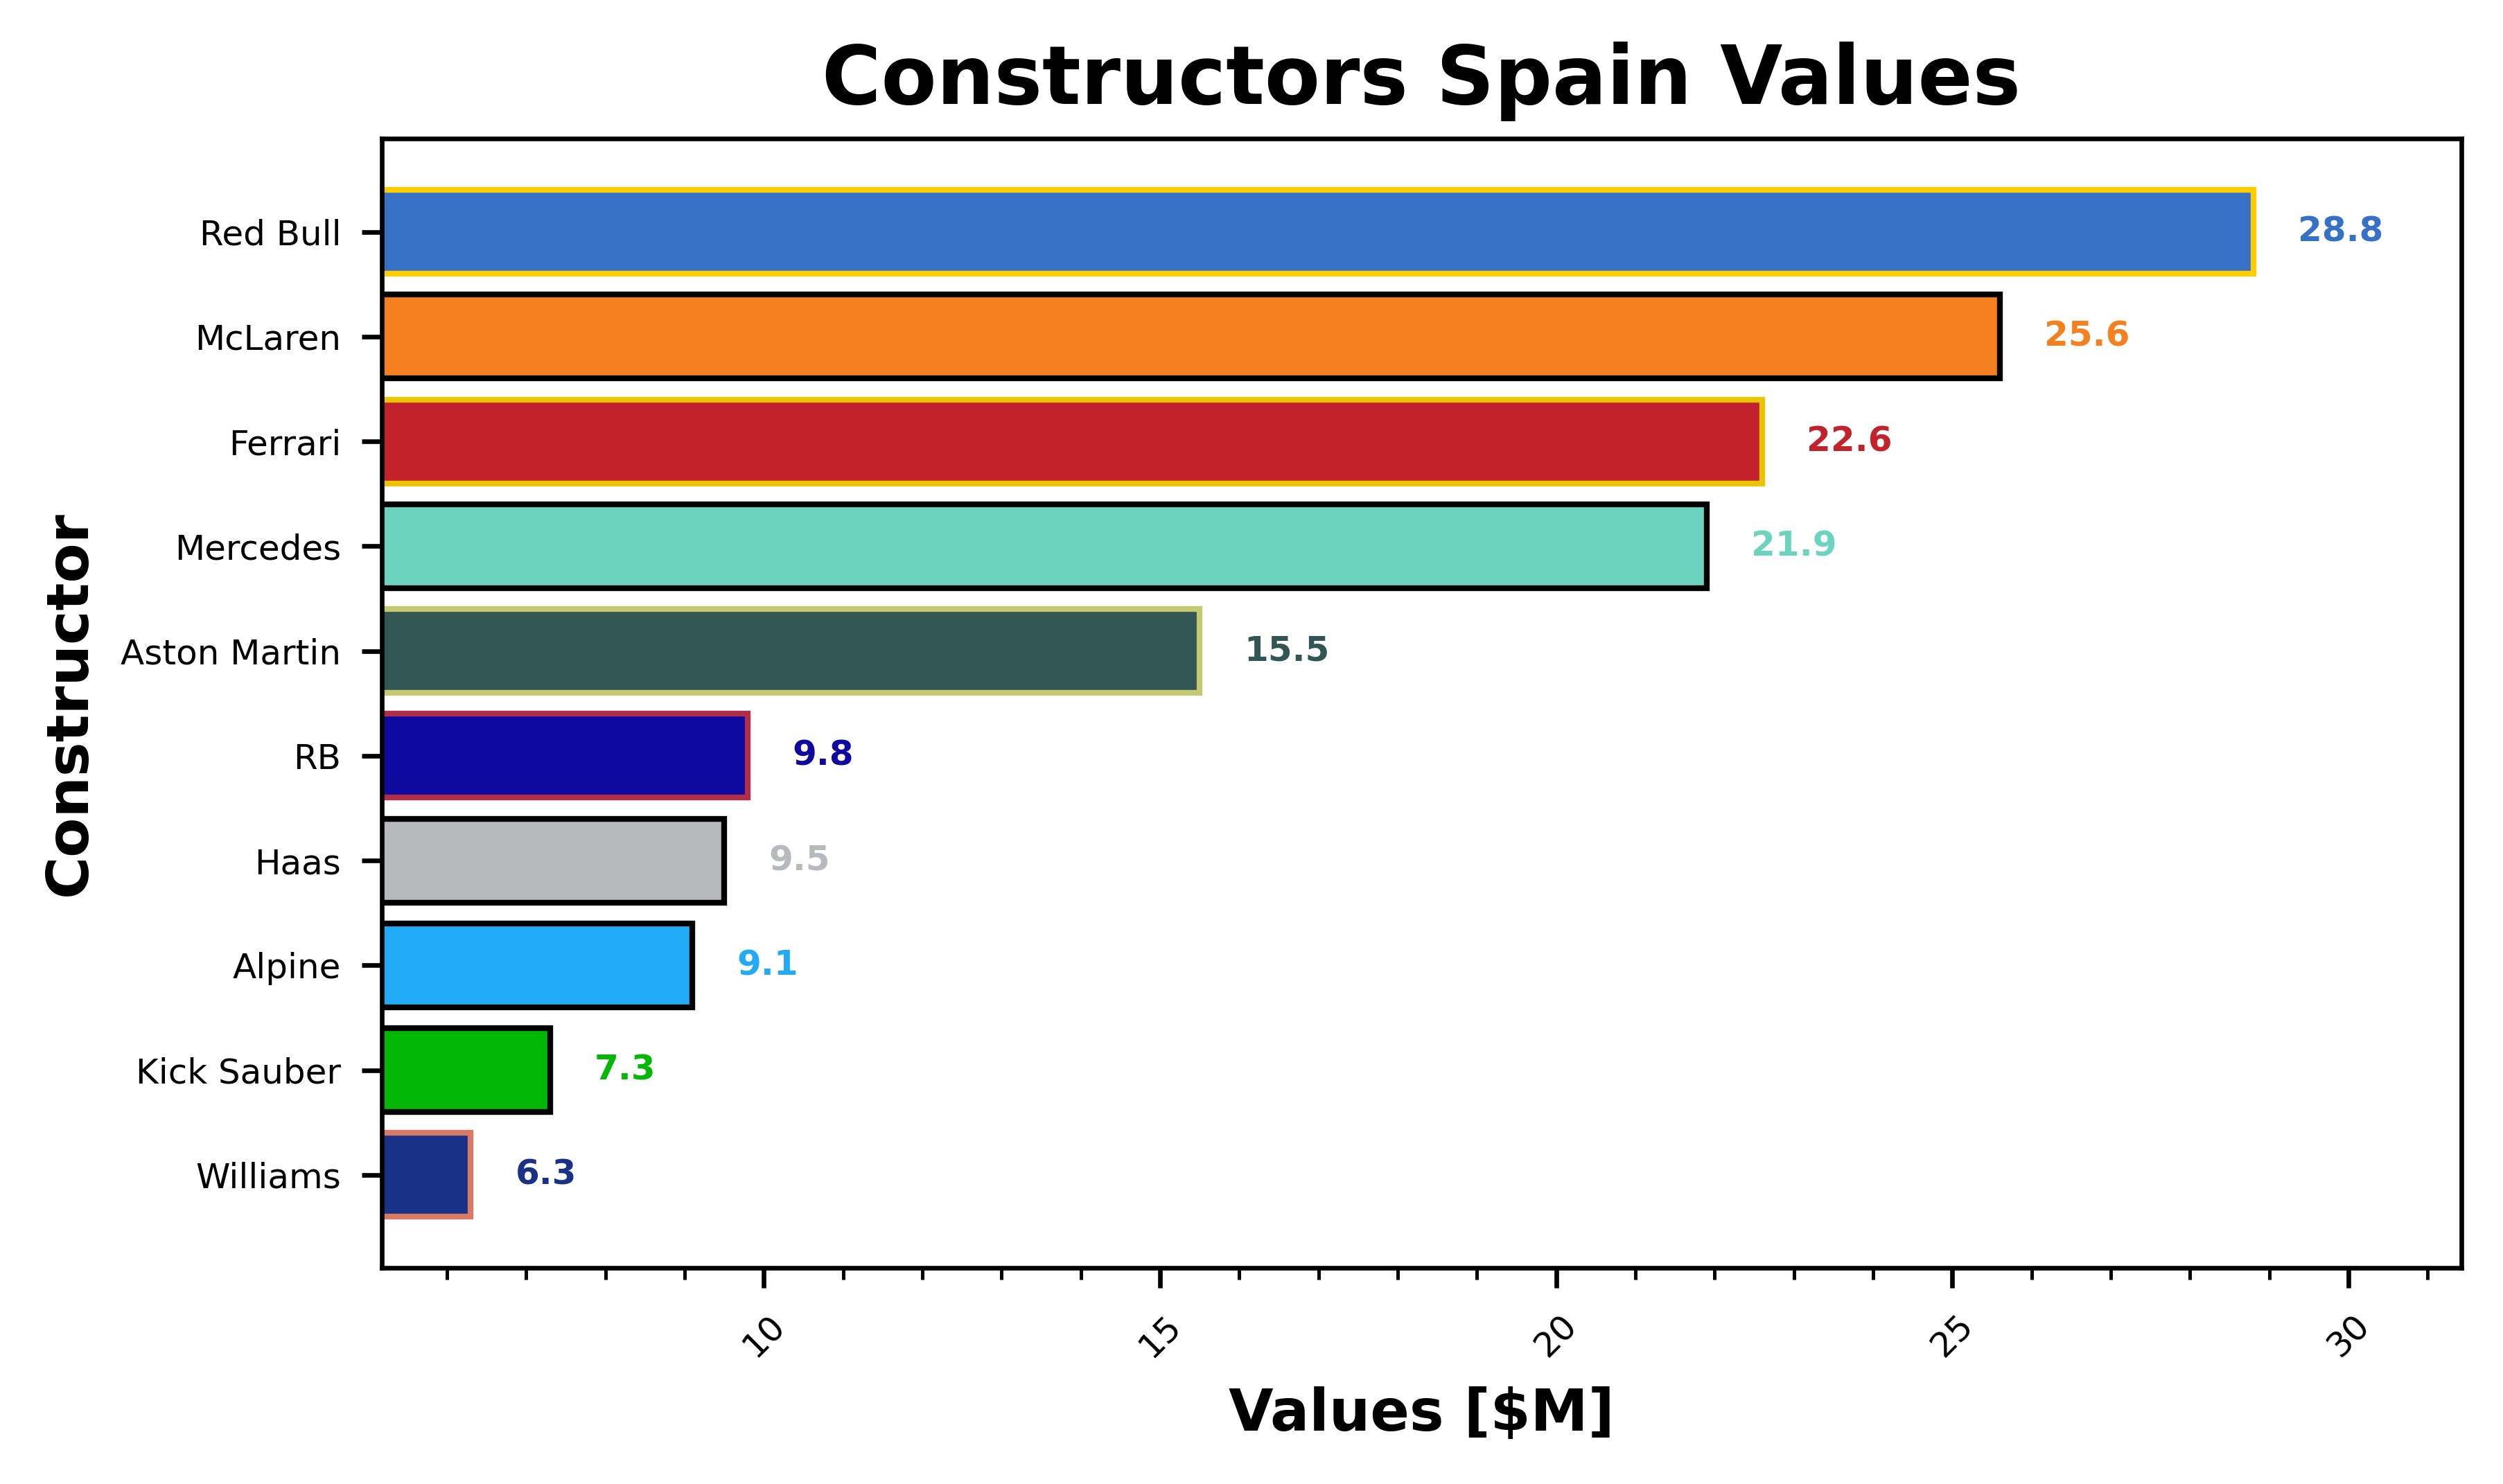 Constructors Spain Values
Constructor
Red Bull
28.8
McLaren
25.6
Ferrari
22.6
Mercedes
21.9
Aston Martin
15.5
RB
9.8
Haas
9.5
Alpine
9.1
Kick Sauber
7.3
Williams
6.3
10 15 20 25 30
Values [$M]